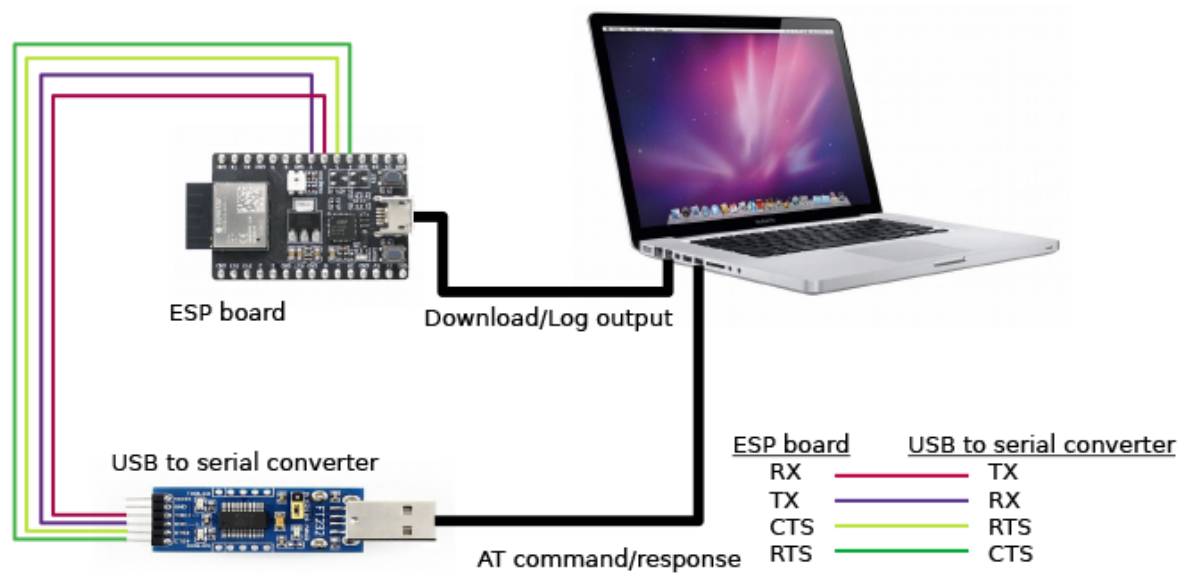 ESP board
Download/Log output
USB to serial converter
FT232
AT command/response
ESP board USB to serial converter
RX TX
TX RX
CTS RTS
RTS CTS